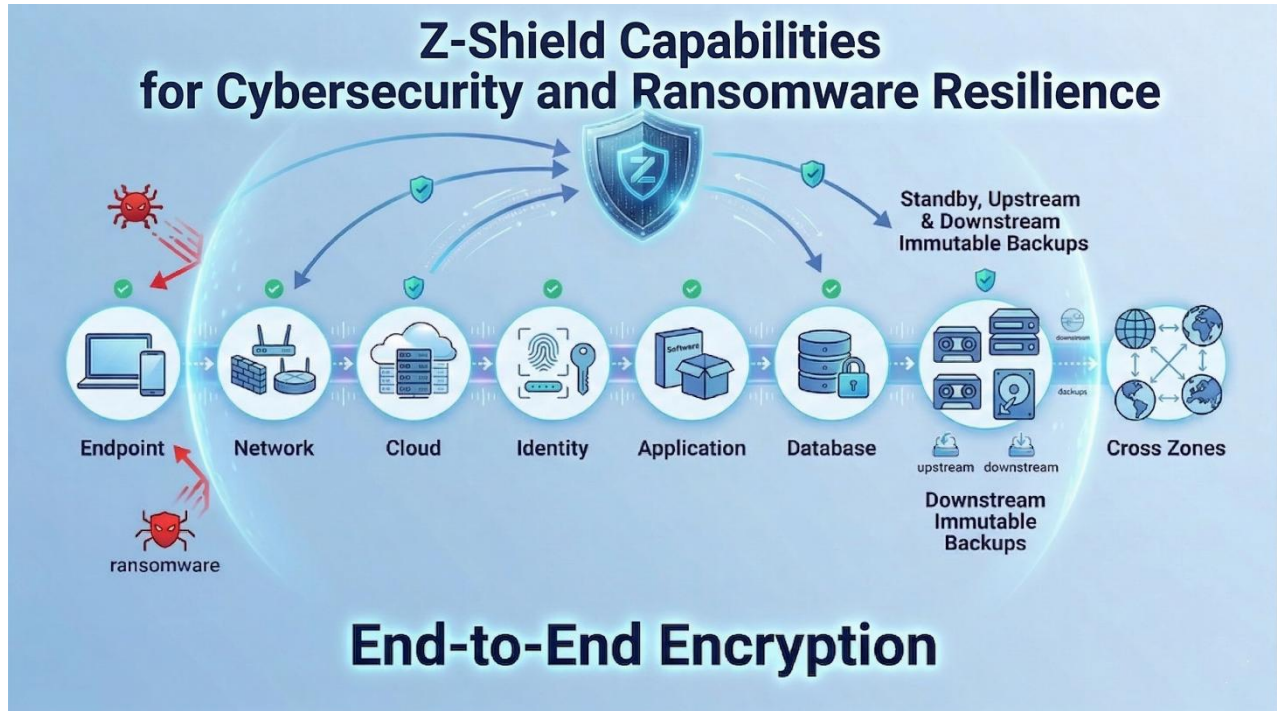 Z-Shield Capabilities
for Cybersecurity and Ransomware Resilience
Z
Standby, Upstream
& Downstream
Immutable Backups
Software
downstream
backups
Endpoint
Network
Cloud
Identity
Application
Database
upstream
downstream
Cross Zones
Downstream
Immutable
Backups
ransomware
End-to-End Encryption